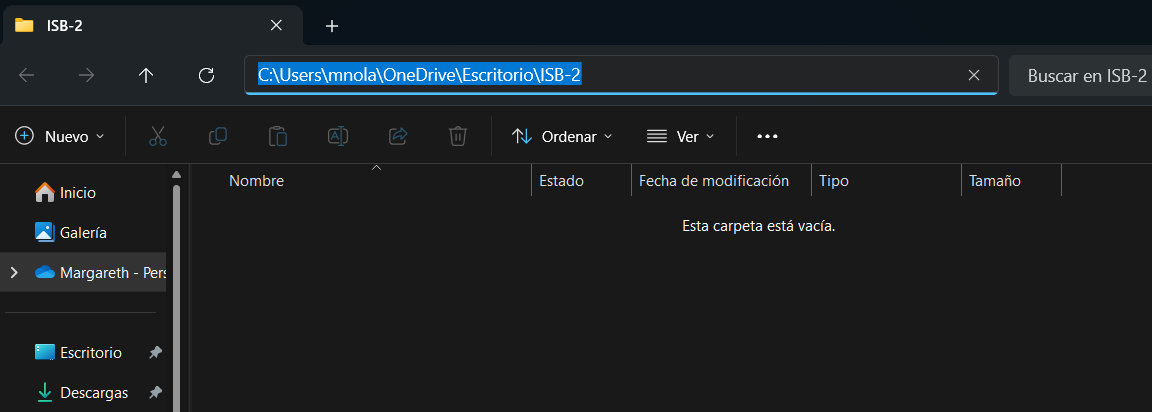 ISB-2
C:\Users\mnola\OneDrive\Escritorio\ISB-2
Buscar en ISB-2
Nuevo
Ordenar
Ver
Inicio
Galería
Margareth - Pers
Escritorio
Descargas
Nombre
Estado
Fecha de modificación
Tipo
Tamaño
Esta carpeta está vacía.